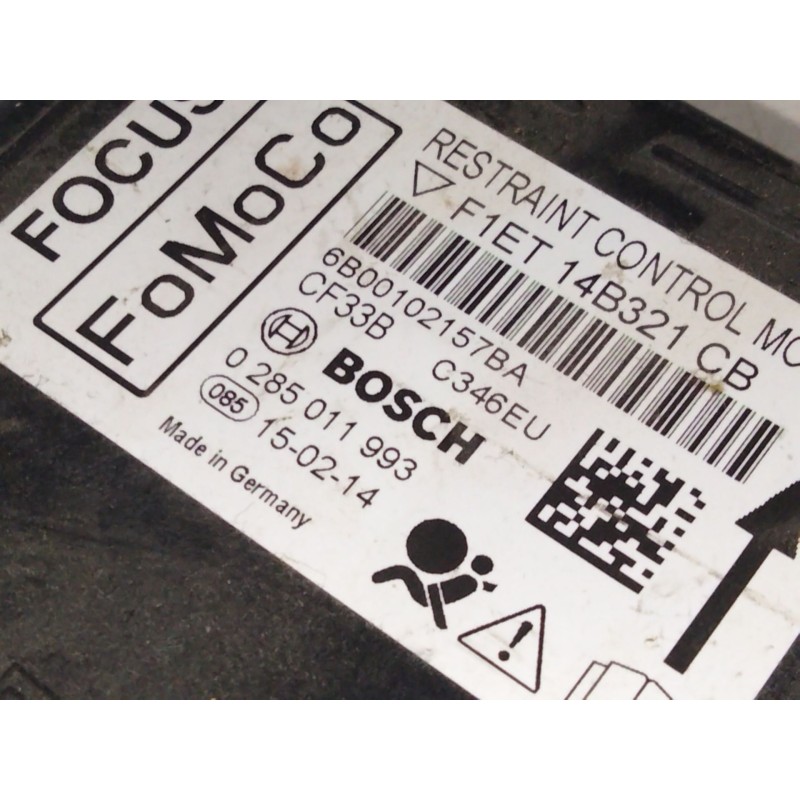 FOCUS
FoMoCo
RESTRAINT CONTROL MO
F1ET 14B321 CB
6B00102157BA
CF33B C346EU
BOSCH
0 285 011 993
085 15-02-14
Made in Germany